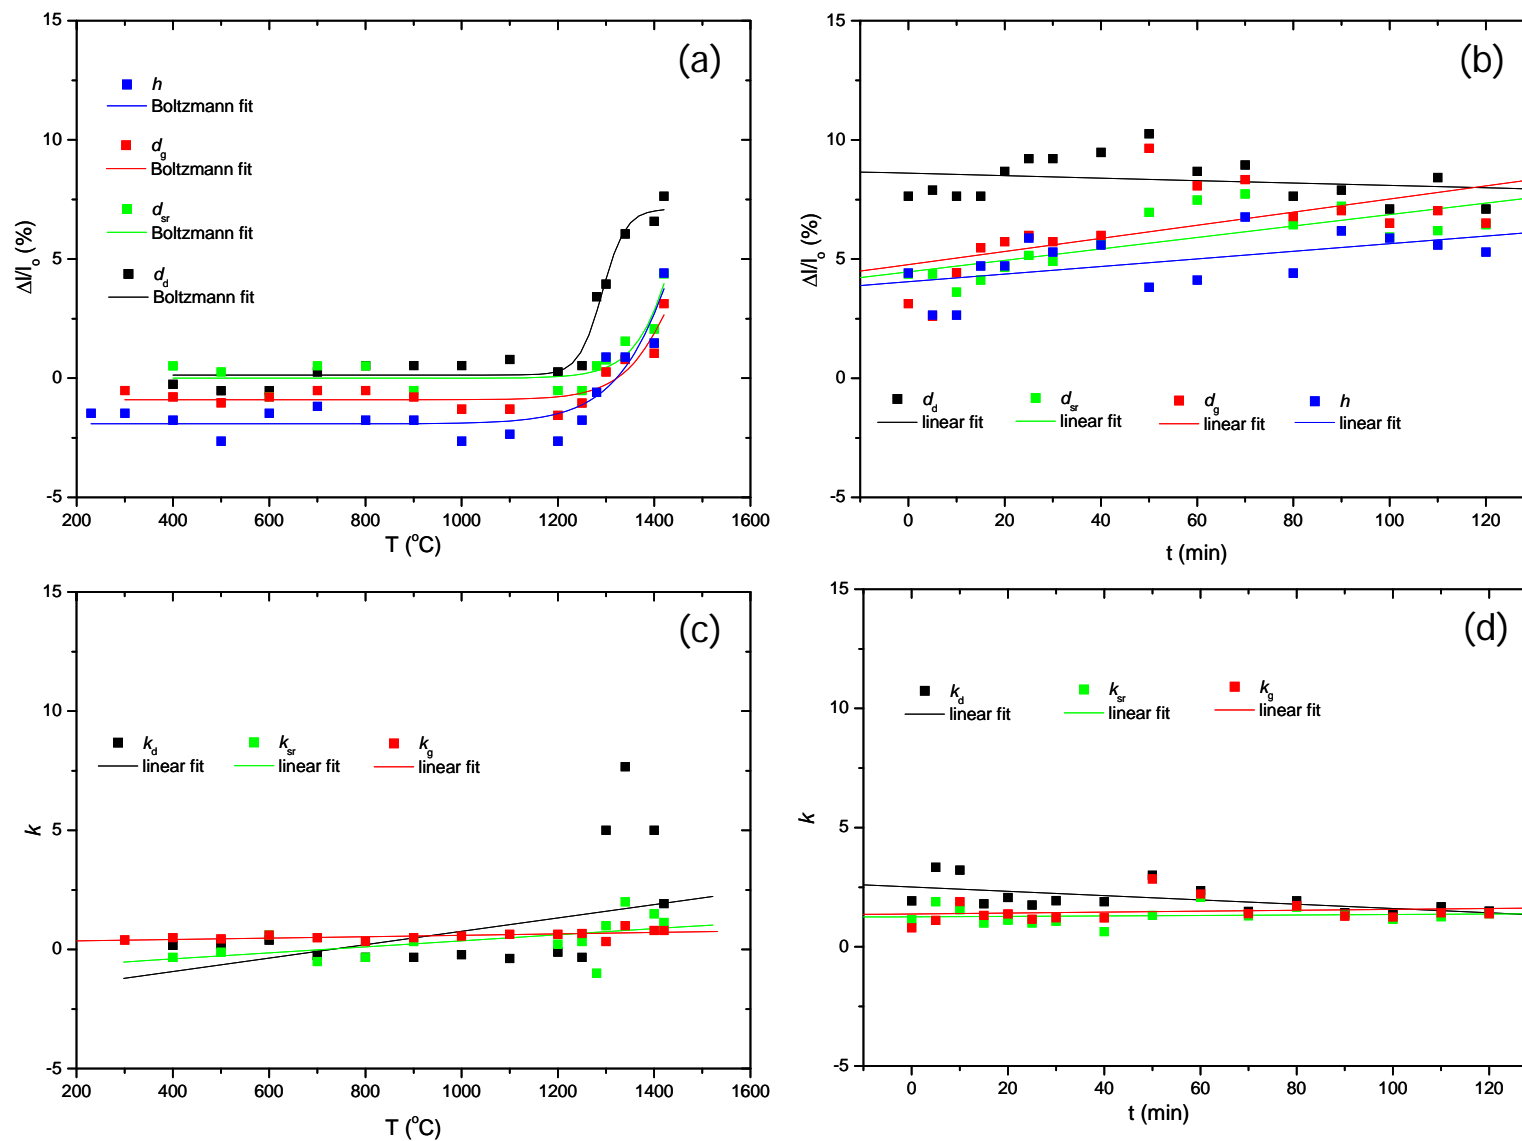 (a)
15
10
5
0
-5
ΔI/I₀ (%)
h
Boltzmann fit
d_g
Boltzmann fit
d_sr
Boltzmann fit
d_d
Boltzmann fit
200 400 600 800 1000 1200 1400 1600
T (°C)
(b)
15
10
5
0
-5
ΔI/I₀ (%)
d_d d_sr d_g h
linear fit linear fit linear fit linear fit
0 20 40 60 80 100 120
t (min)
(c)
15
10
5
0
-5
k
k_d k_sr k_g
linear fit linear fit linear fit
200 400 600 800 1000 1200 1400 1600
T (°C)
(d)
15
10
5
0
-5
k
k_d k_sr k_g
linear fit linear fit linear fit
0 20 40 60 80 100 120
t (min)